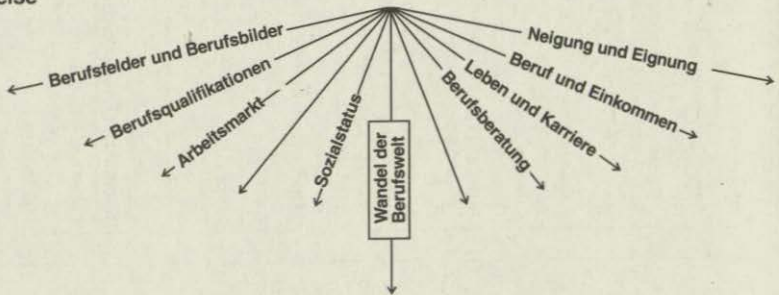 Berufsfelder und Berufsbilder
Berufsqualifikationen
Arbeitsmarkt
Sozialstatus
Wandel der
Berufswelt
Berufsberatung
Leben und Karriere
Beruf und Einkommen
Neigung und Eignung